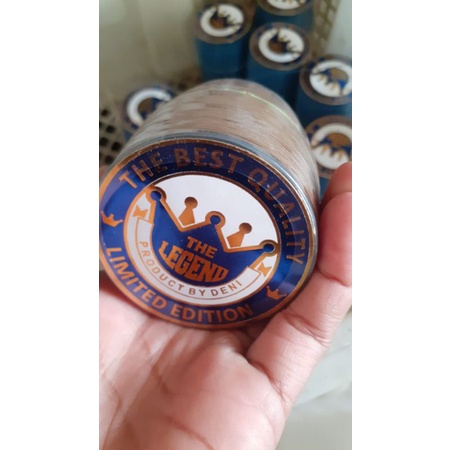 THE BEST QUALITY
THE
LEGEND
PRODUCT BY DENI
LIMITED EDITION